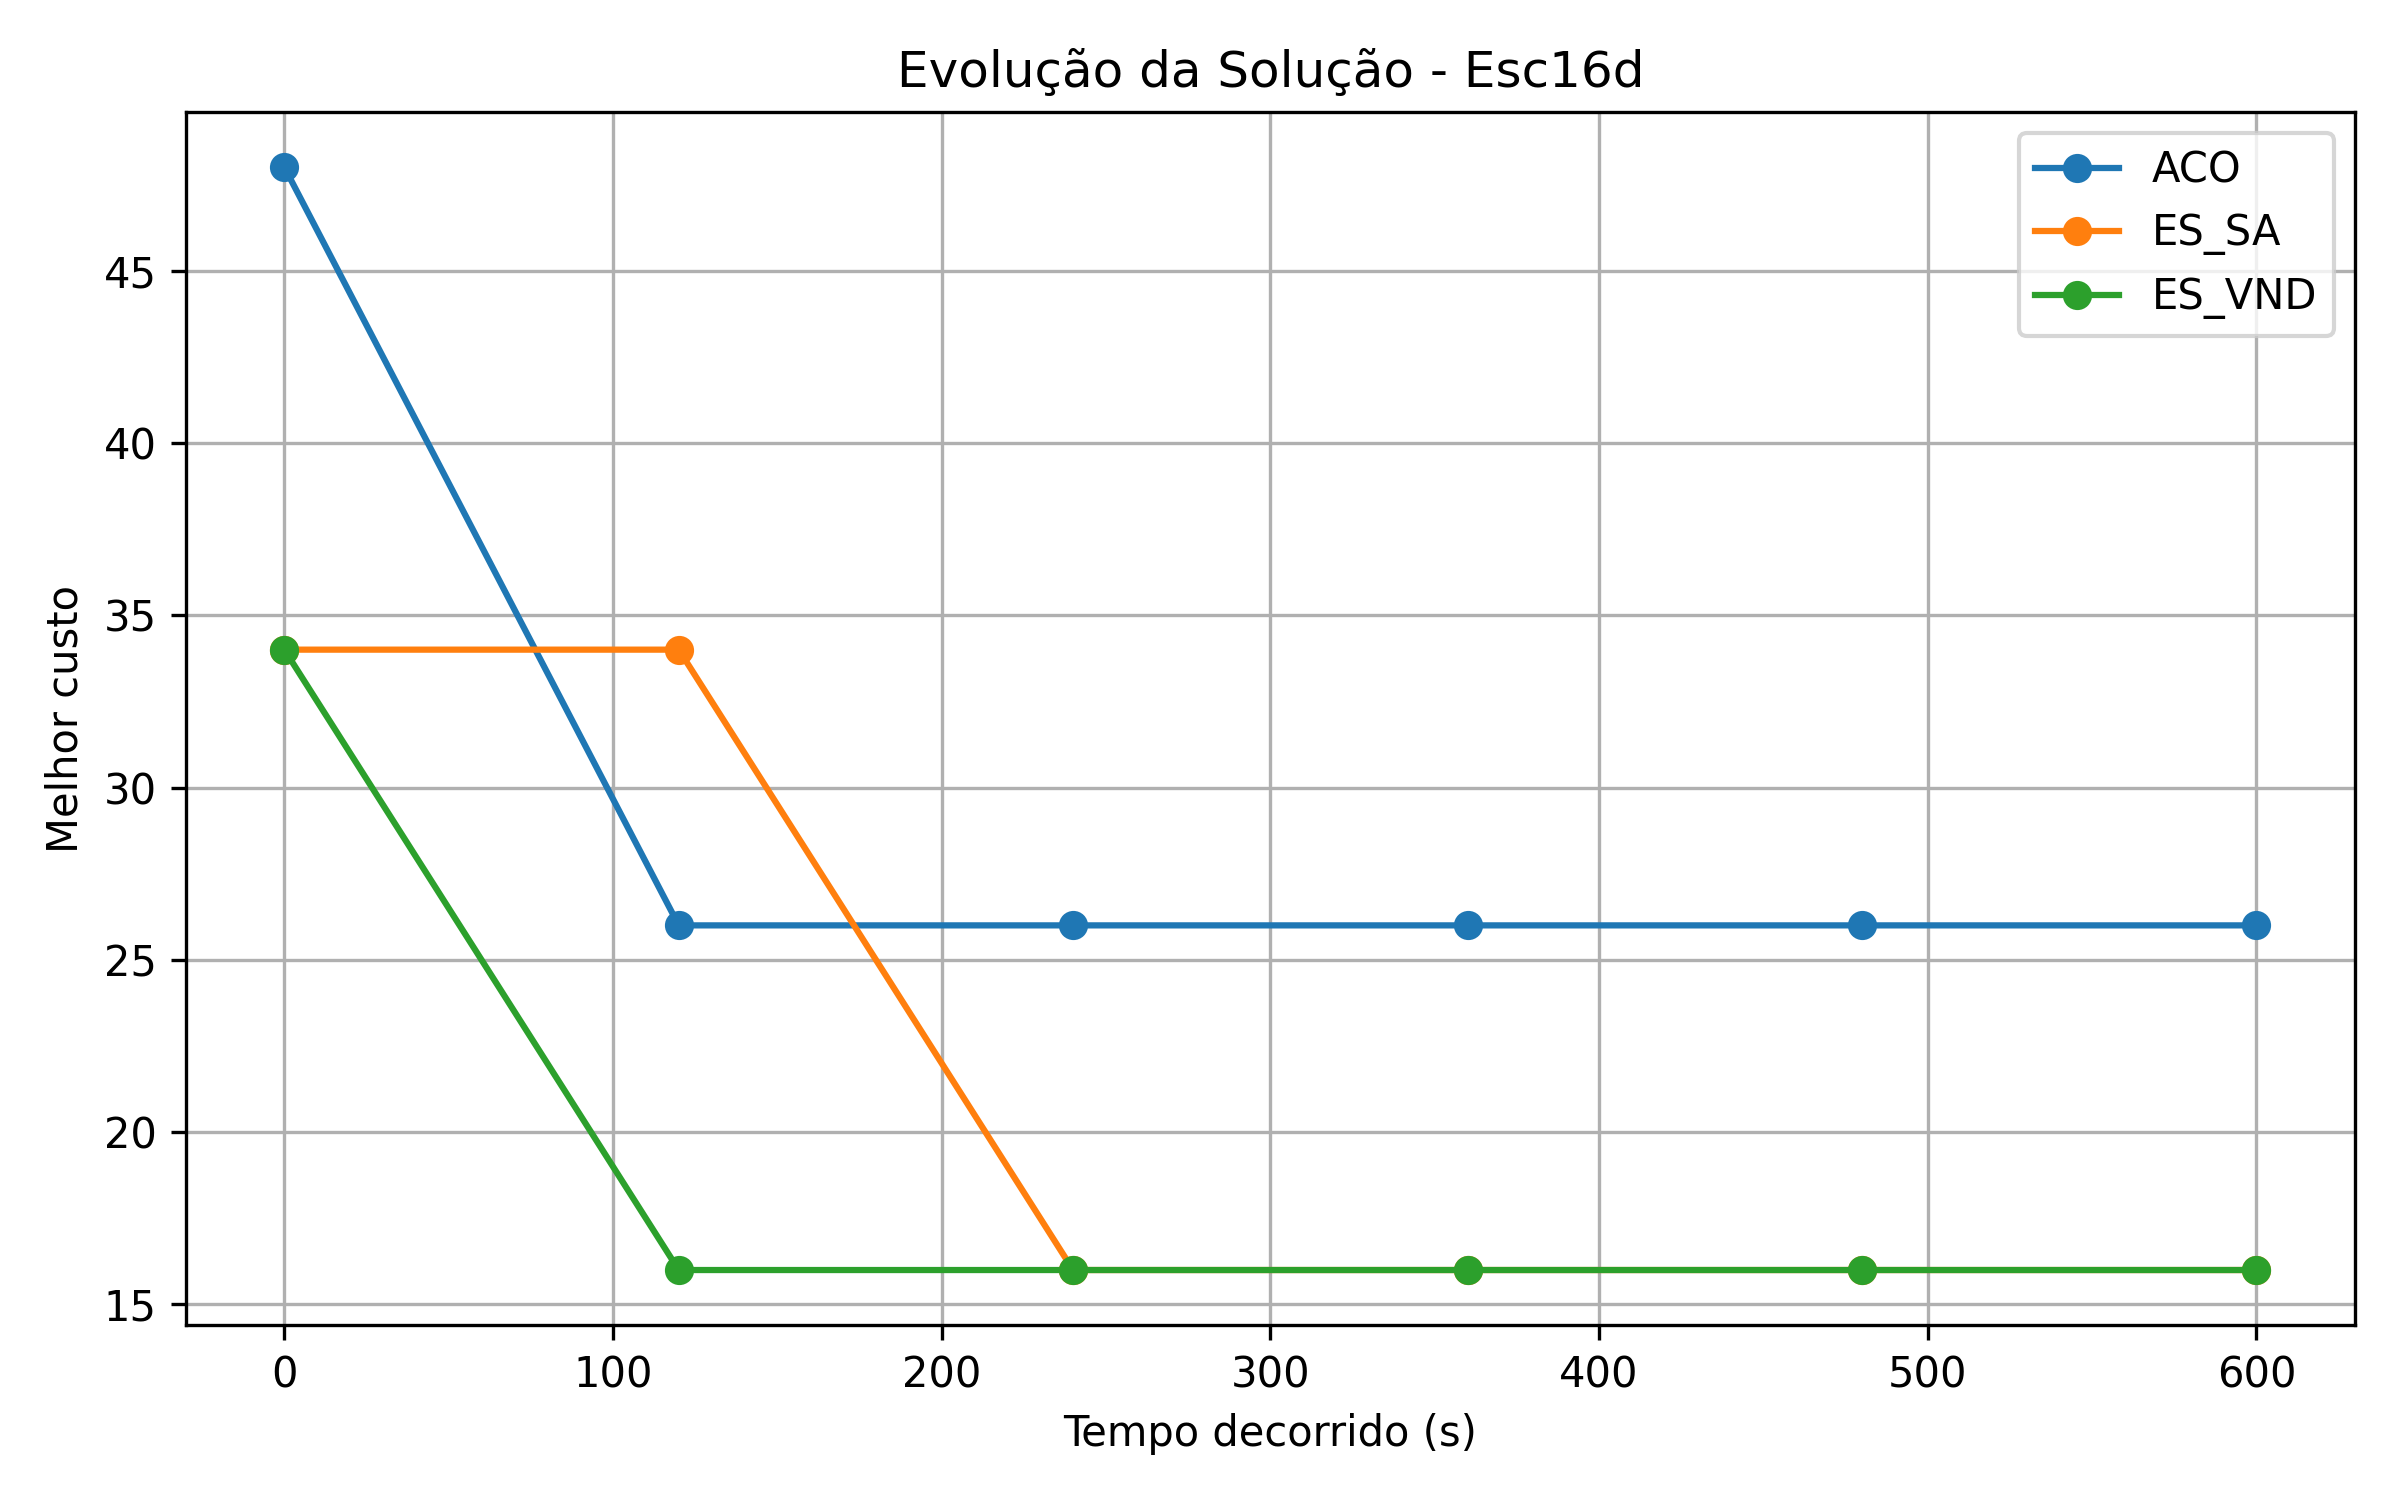 Evolução da Solução - Esc16d
ACO
ES_SA
ES_VND
Melhor custo
45
40
35
30
25
20
15
0 100 200 300 400 500 600
Tempo decorrido (s)